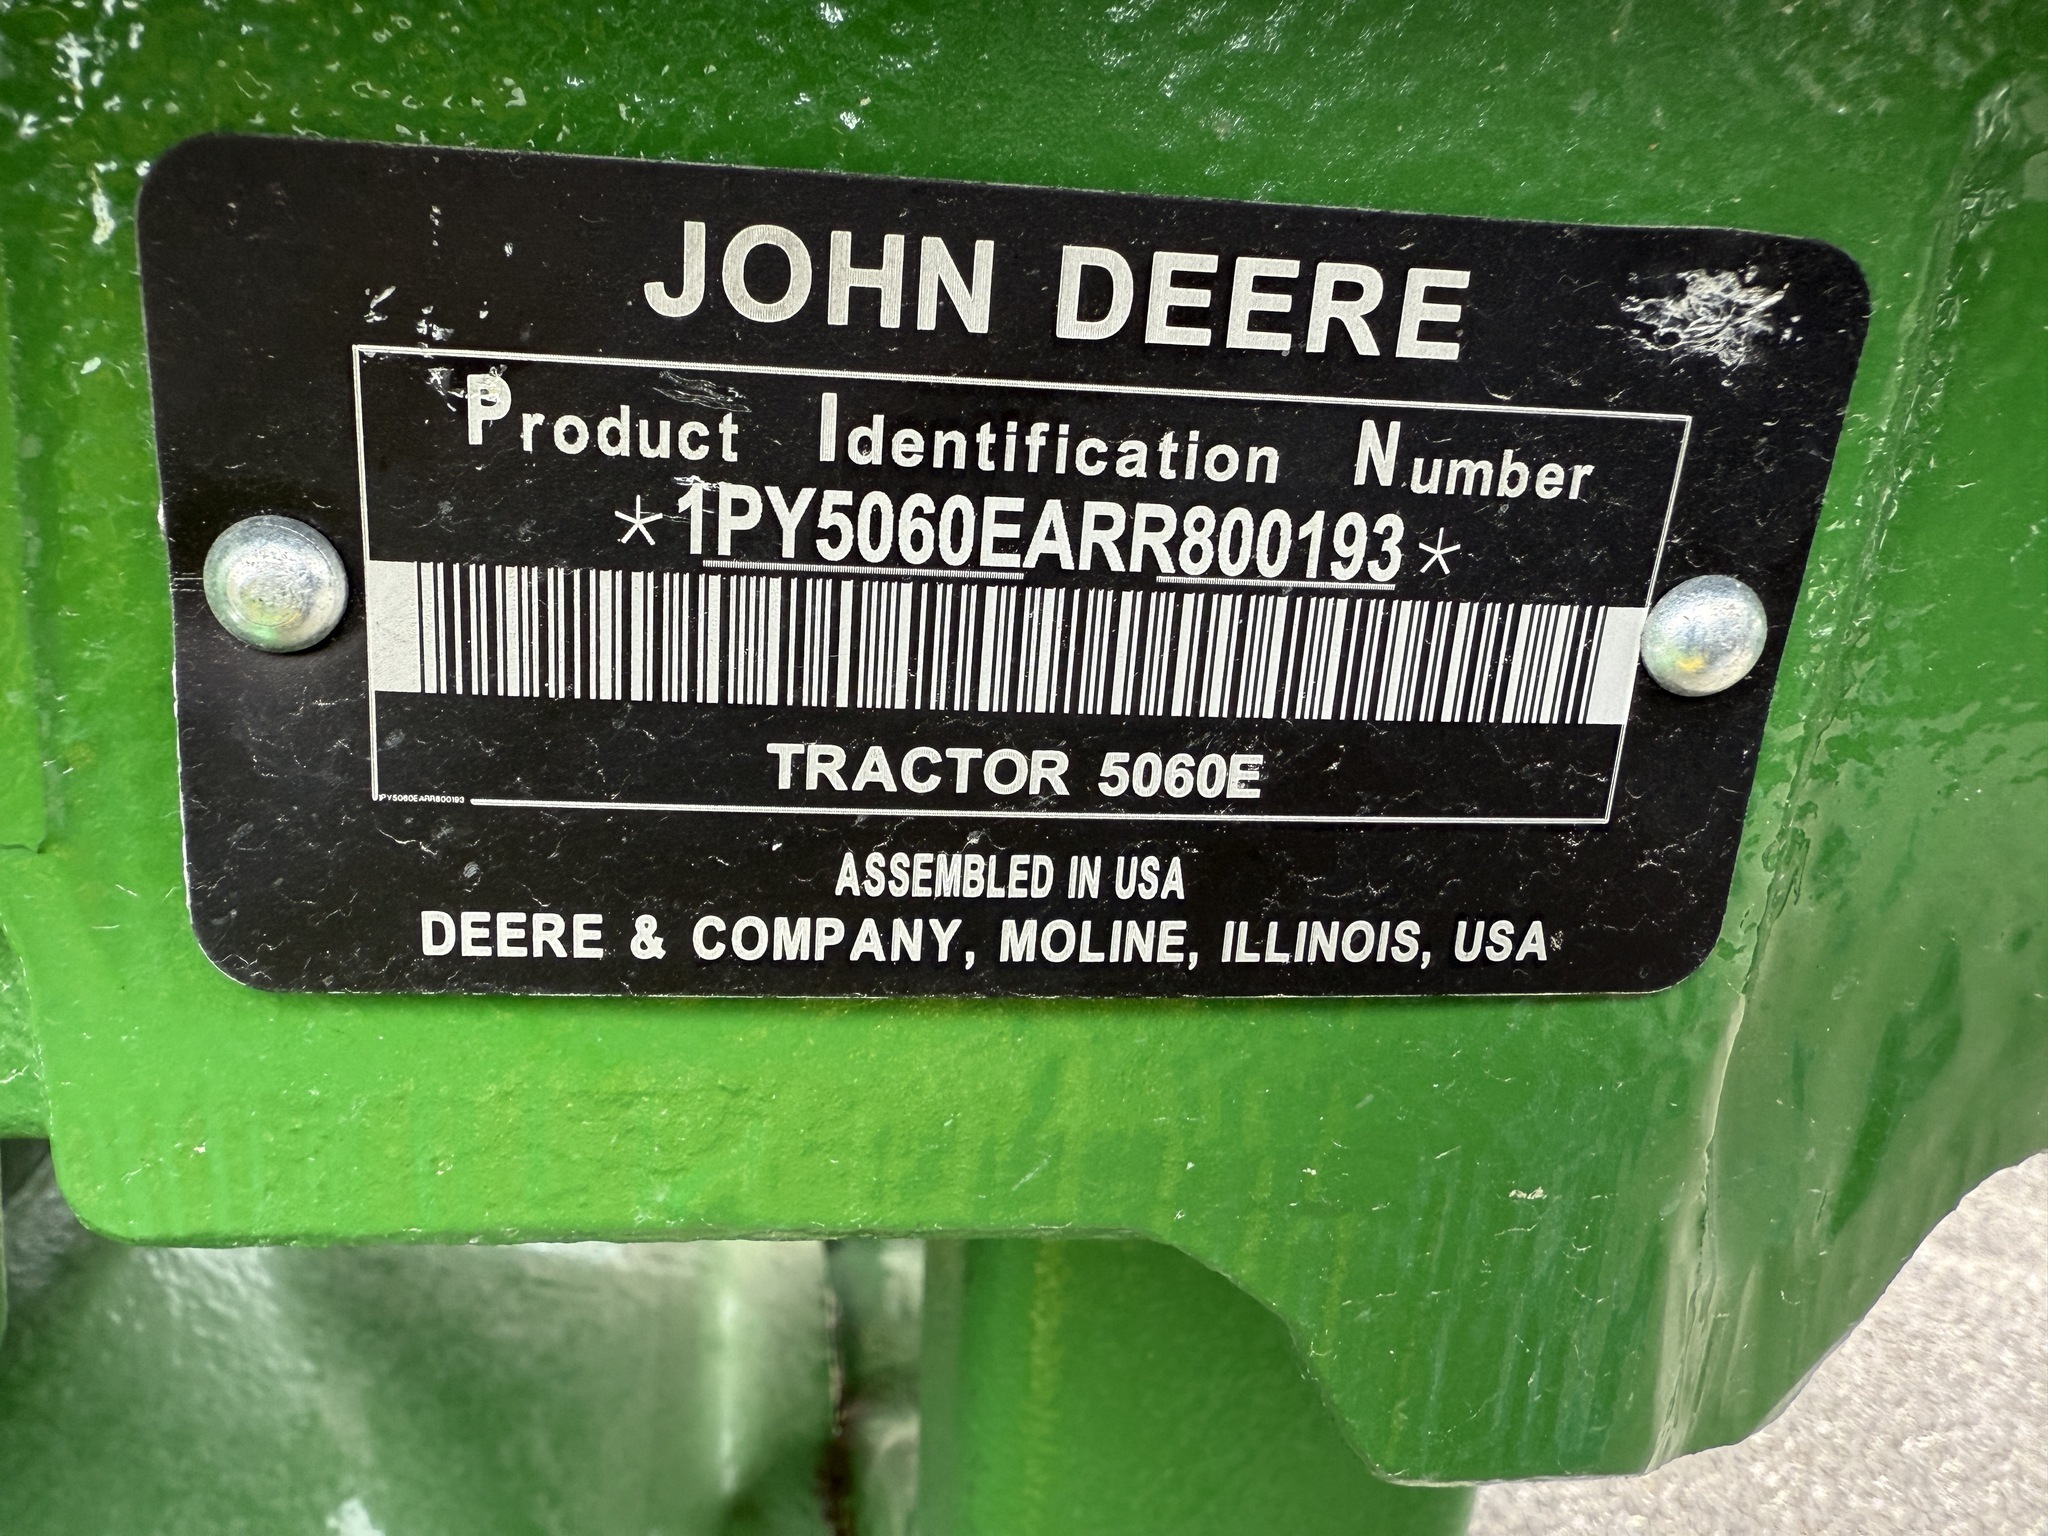 JOHN DEERE
Product Identification Number
*1PY5060EARR800193*
TRACTOR 5060E
1PY5060EARR800193
ASSEMBLED IN USA
DEERE & COMPANY, MOLINE, ILLINOIS, USA